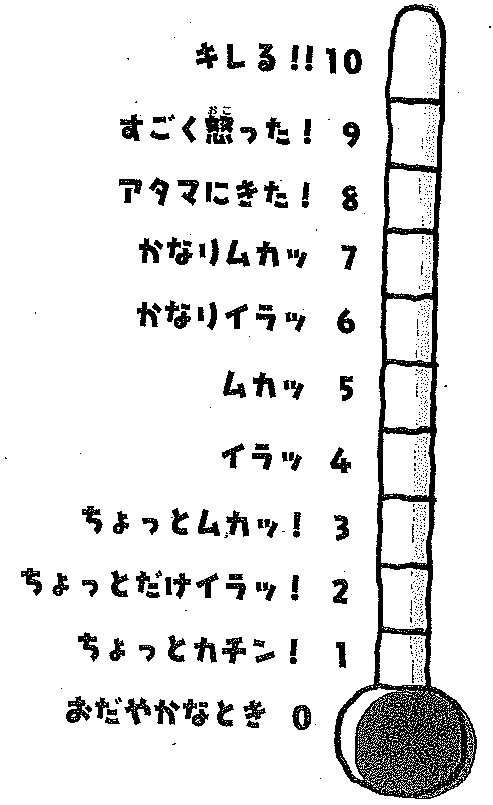 キレる!! 10
すごく怒った! 9
アタマにきた! 8
かなりムカッ 7
かなりイラッ 6
ムカッ 5
イラッ 4
ちょっとムカッ! 3
ちょっとだけイラッ! 2
ちょっとカチン! 1
おだやかなとき 0